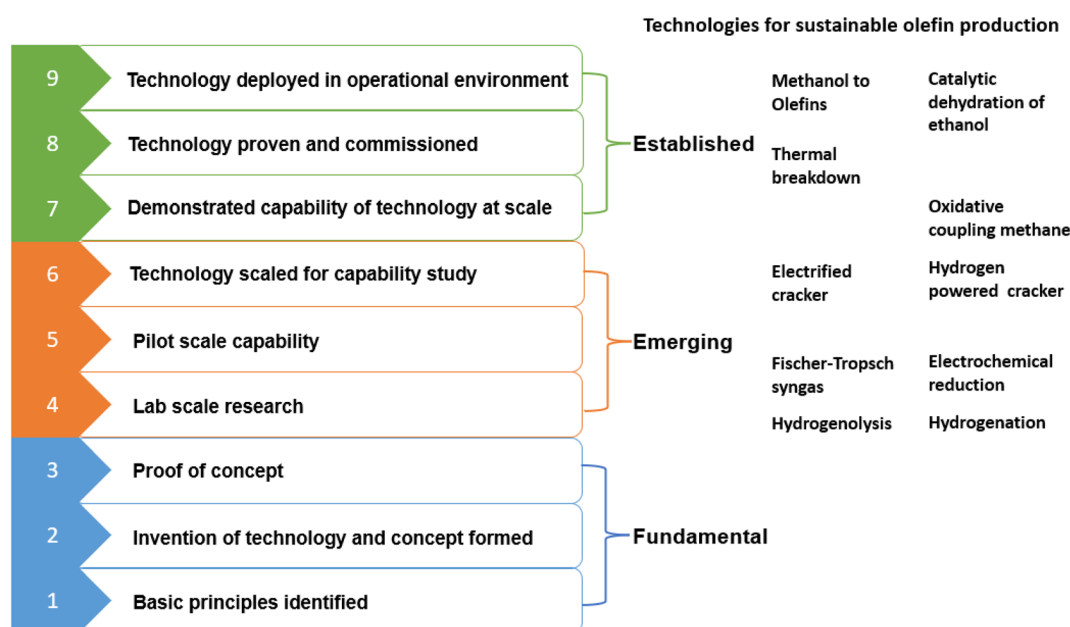 Technologies for sustainable olefin production
9 Technology deployed in operational environment
8 Technology proven and commissioned
7 Demonstrated capability of technology at scale
Established
6 Technology scaled for capability study
5 Pilot scale capability
4 Lab scale research
Emerging
3 Proof of concept
2 Invention of technology and concept formed
1 Basic principles identified
Fundamental
Methanol to
Olefins
Catalytic
dehydration of
ethanol
Thermal
breakdown
Oxidative
coupling methane
Electrified
cracker
Hydrogen
powered cracker
Fischer-Tropsch
syngas
Electrochemical
reduction
Hydrogenolysis
Hydrogenation